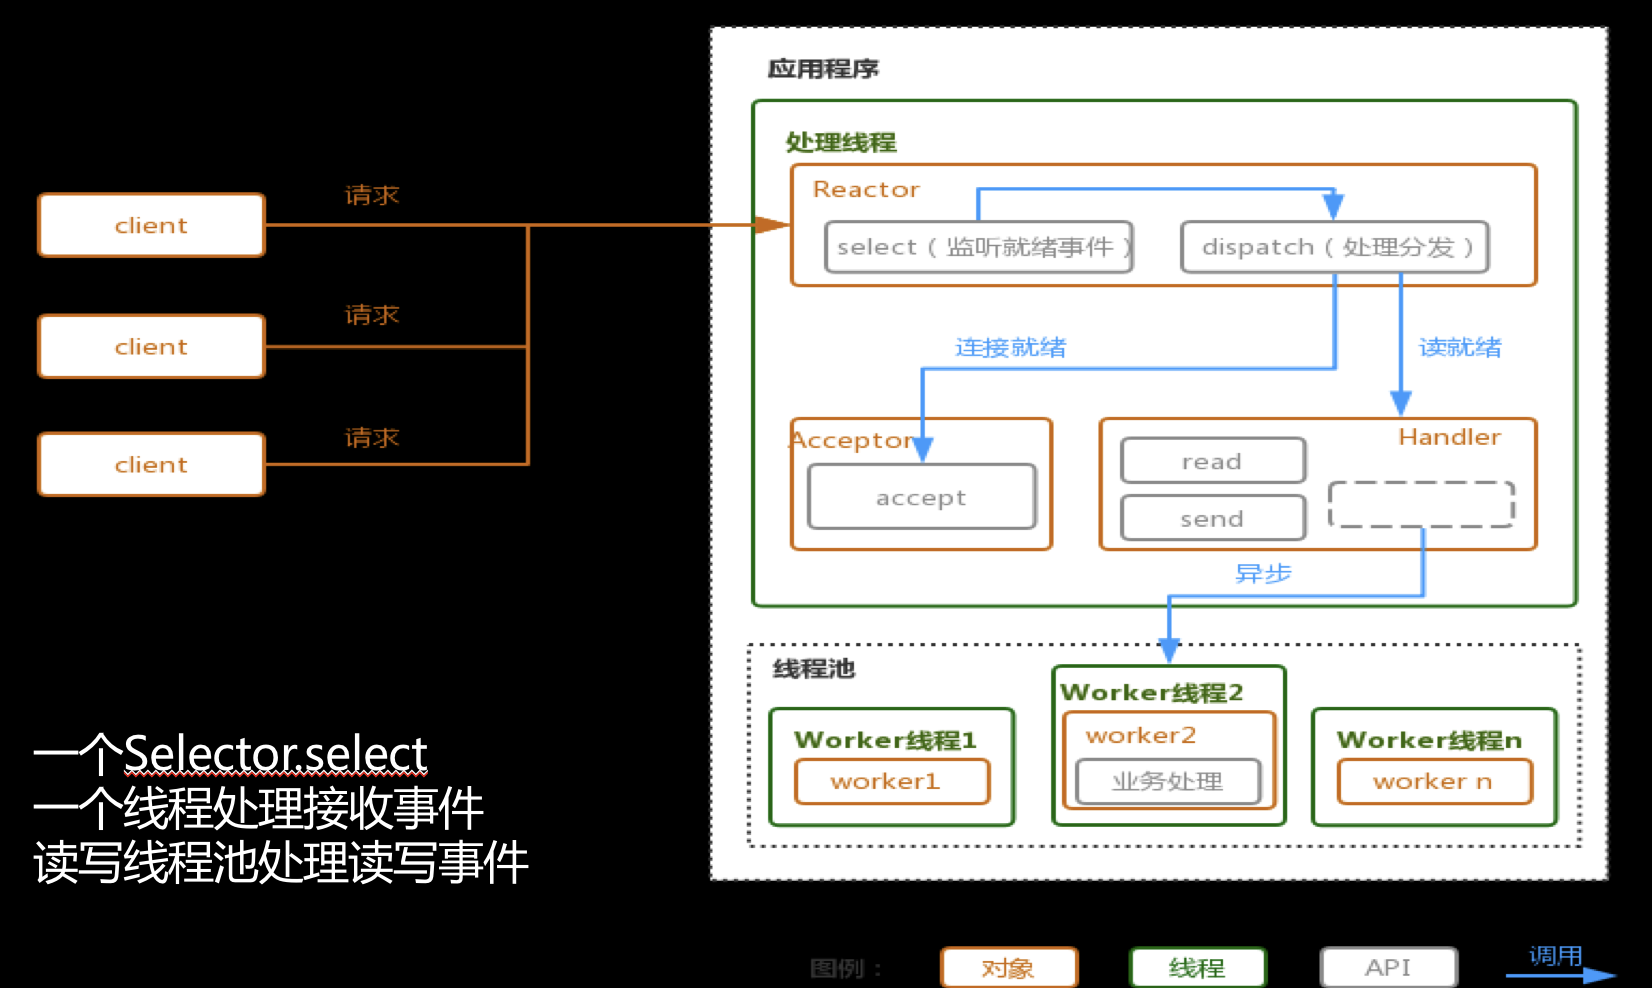 应用程序
处理线程
Reactor
select（监听就绪事件）
dispatch（处理分发）
client
请求
client
请求
client
请求
连接就绪
读就绪
Acceptor
accept
Handler
read
send
异步
线程池
Worker线程1
worker1
Worker线程2
worker2
业务处理
Worker线程n
worker n
一个Selector.select
一个线程处理接收事件
读写线程池处理读写事件
图例：
对象
线程
API
调用